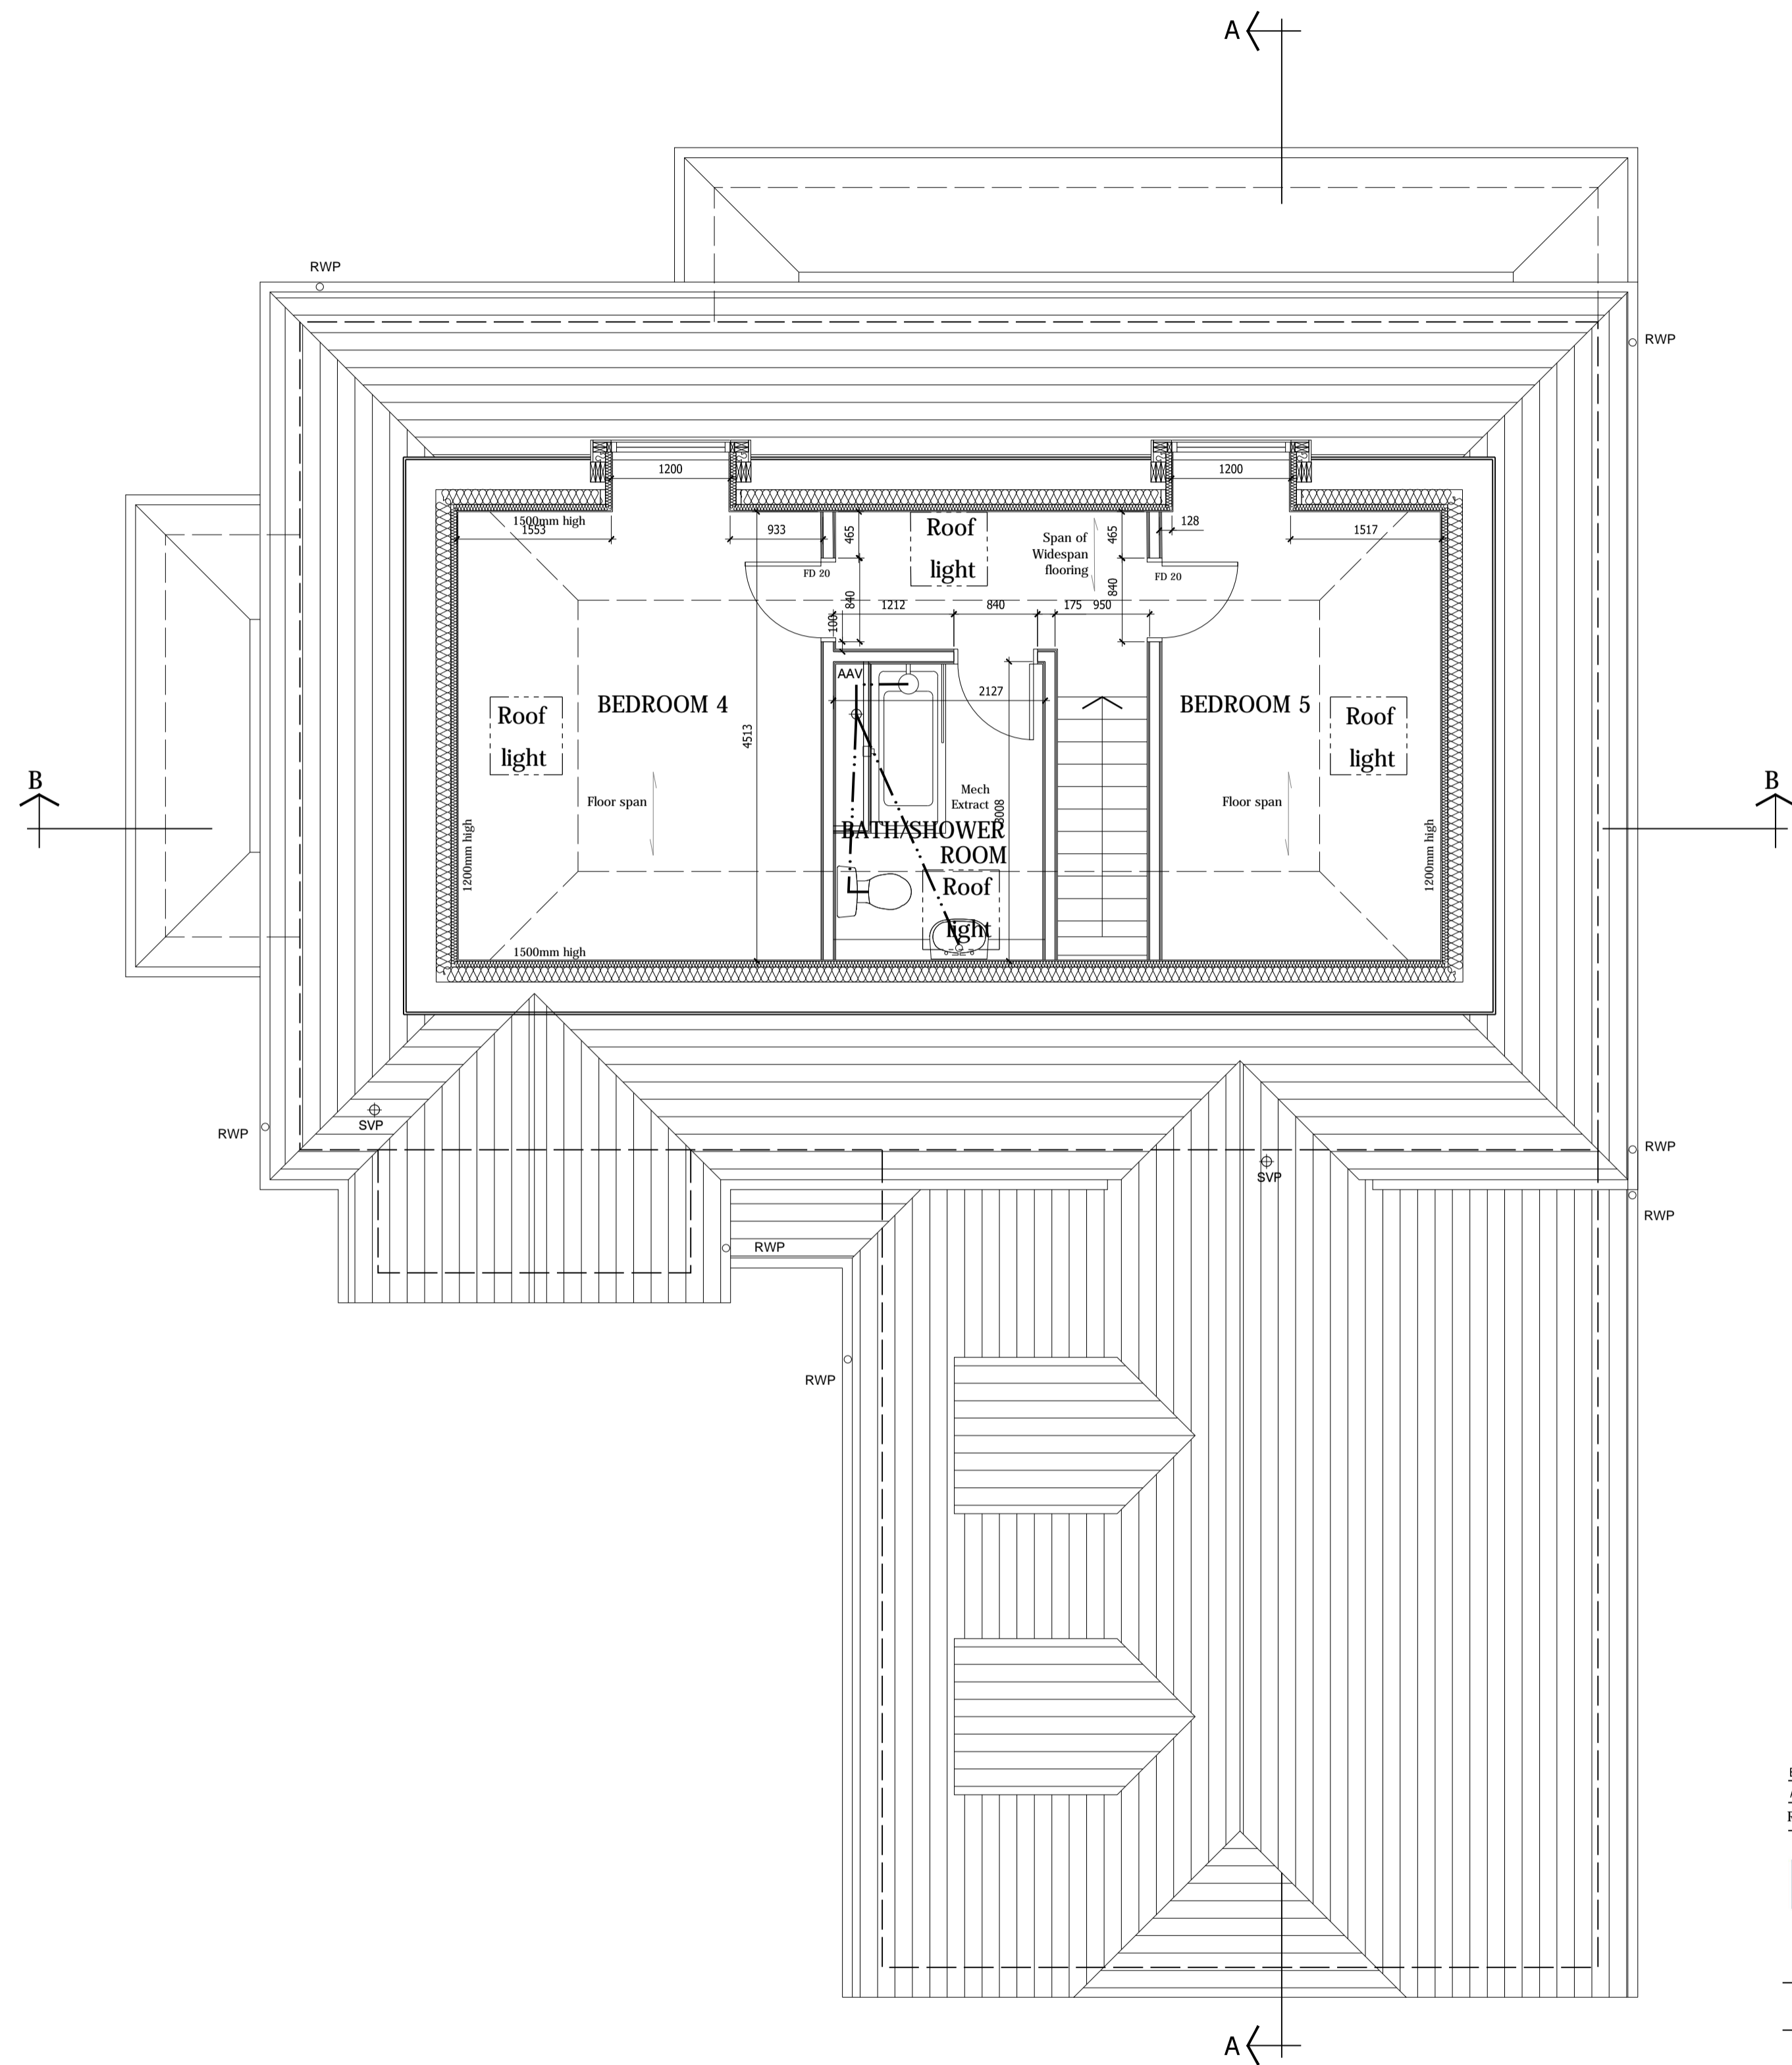 A
RWP
RWP
1200
1200
1500mm high
1553
933
465
Roof
light
Span of
Widespan
flooring
465
128
1517
FD 20
FD 20
840
840
100
1212
840
175
950
AAV
2127
BEDROOM 4
BEDROOM 5
Roof
light
Roof
light
4513
B
B
Floor span
Mech
Extract
3008
Floor span
BATH/SHOWER
ROOM
1200mm high
1200mm high
Roof
light
1500mm high
SVP
RWP
RWP
SVP
RWP
RWP
RWP
A